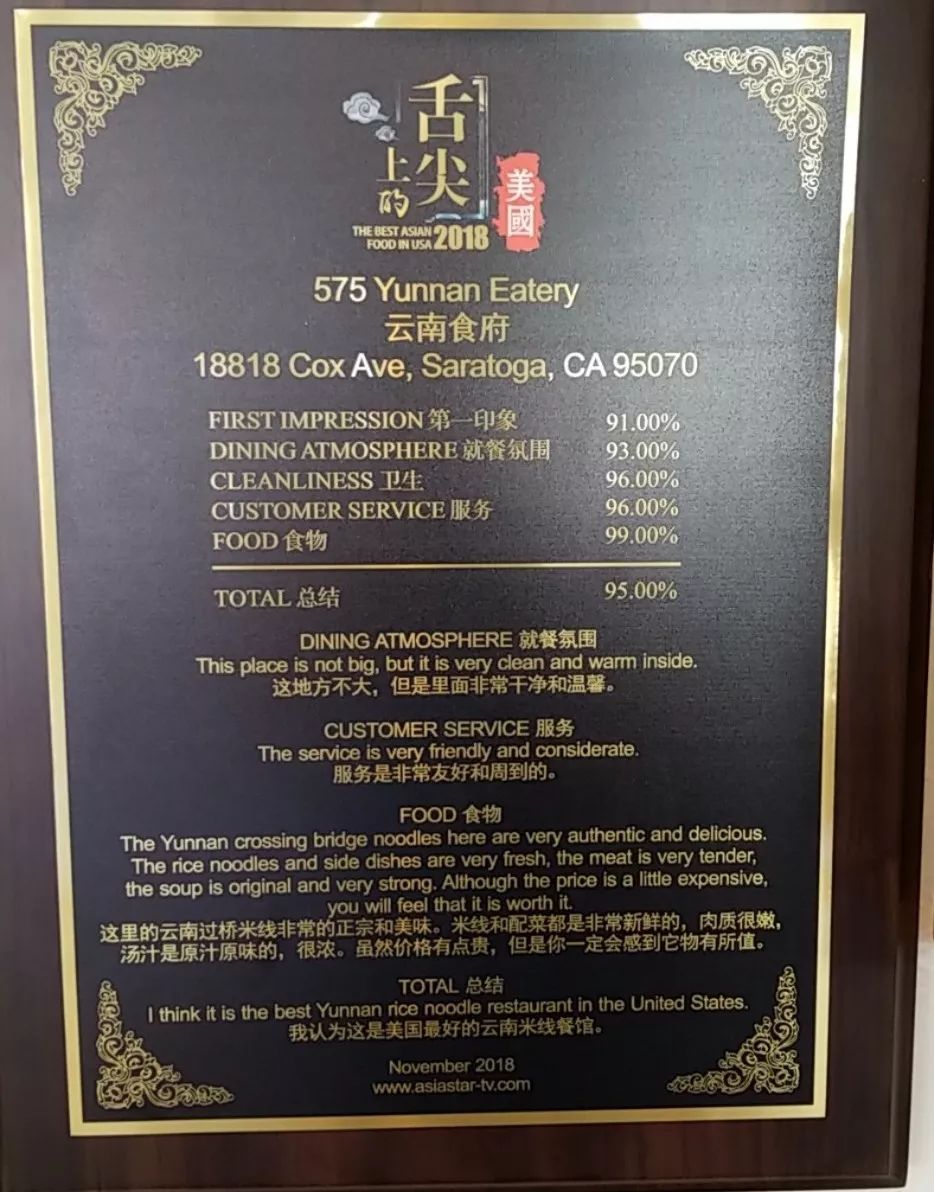 舌尖
上的
美國
THE BEST ASIAN
FOOD IN USA 2018
575 Yunnan Eatery
云南食府
18818 Cox Ave, Saratoga, CA 95070
FIRST IMPRESSION 第一印象 91.00%
DINING ATMOSPHERE 就餐氛围 93.00%
CLEANLINESS 卫生 96.00%
CUSTOMER SERVICE 服务 96.00%
FOOD 食物 99.00%
TOTAL 总结 95.00%
DINING ATMOSPHERE 就餐氛围
This place is not big, but it is very clean and warm inside.
这地方不大，但是里面非常干净和温馨。
CUSTOMER SERVICE 服务
The service is very friendly and considerate.
服务是非常友好和周到的。
FOOD 食物
The Yunnan crossing bridge noodles here are very authentic and delicious.
The rice noodles and side dishes are very fresh, the meat is very tender,
the soup is original and very strong. Although the price is a little expensive,
you will feel that it is worth it.
这里的云南过桥米线非常的正宗和美味。米线和配菜都是非常新鲜的，肉质很嫩，
汤汁是原汁原味的，很浓。虽然价格有点贵，但是你一定会感到它物有所值。
TOTAL 总结
I think it is the best Yunnan rice noodle restaurant in the United States.
我认为这是美国最好的云南米线餐馆。
November 2018
www.asiastar-tv.com